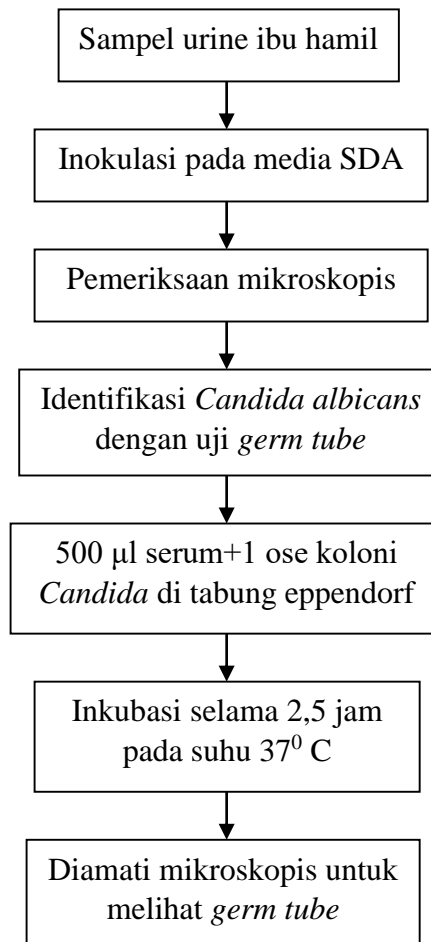 Sampel urine ibu hamil
Inokulasi pada media SDA
Pemeriksaan mikroskopis
Identifikasi Candida albicans
dengan uji germ tube
500 μl serum+1 ose koloni
Candida di tabung eppendorf
Inkubasi selama 2,5 jam
pada suhu 37⁰ C
Diamati mikroskopis untuk
melihat germ tube